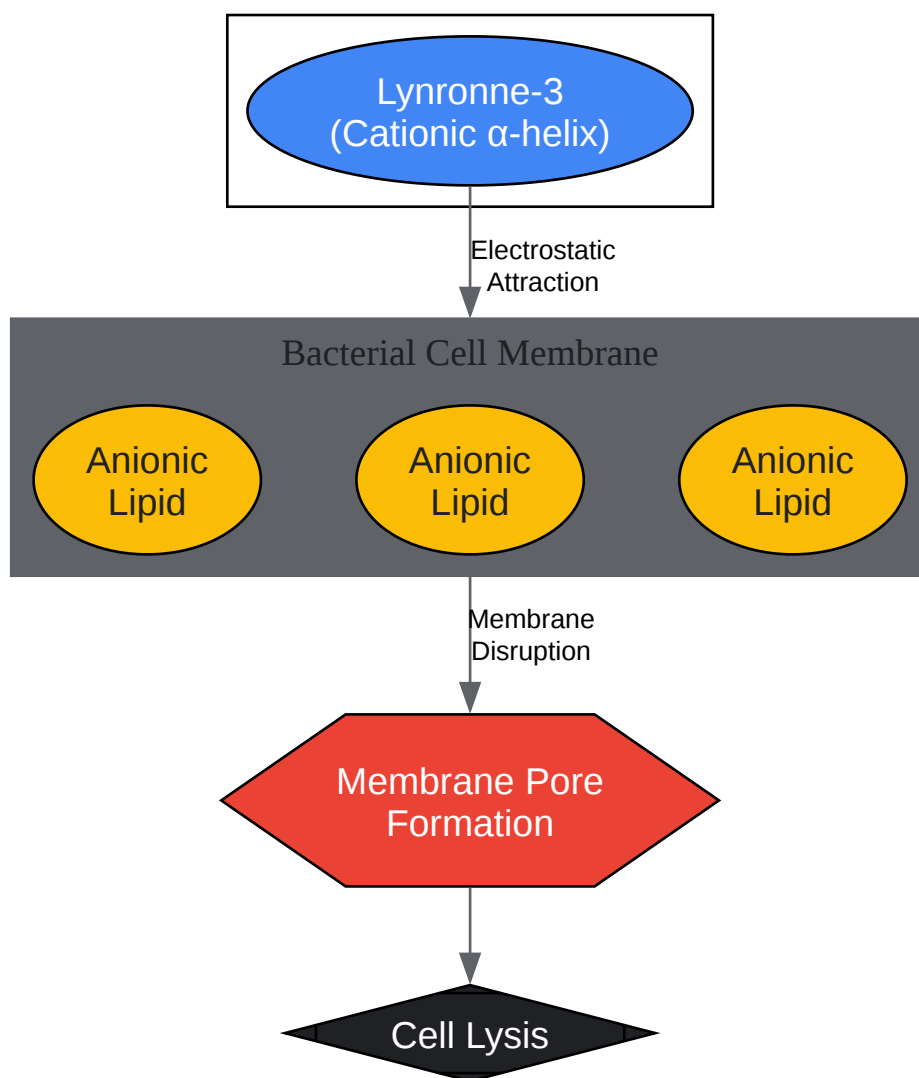 Lynronne-3
(Cationic α-helix)
Electrostatic
Attraction
Bacterial Cell Membrane
Anionic
Lipid
Anionic
Lipid
Anionic
Lipid
Membrane
Disruption
Membrane Pore
Formation
Cell Lysis